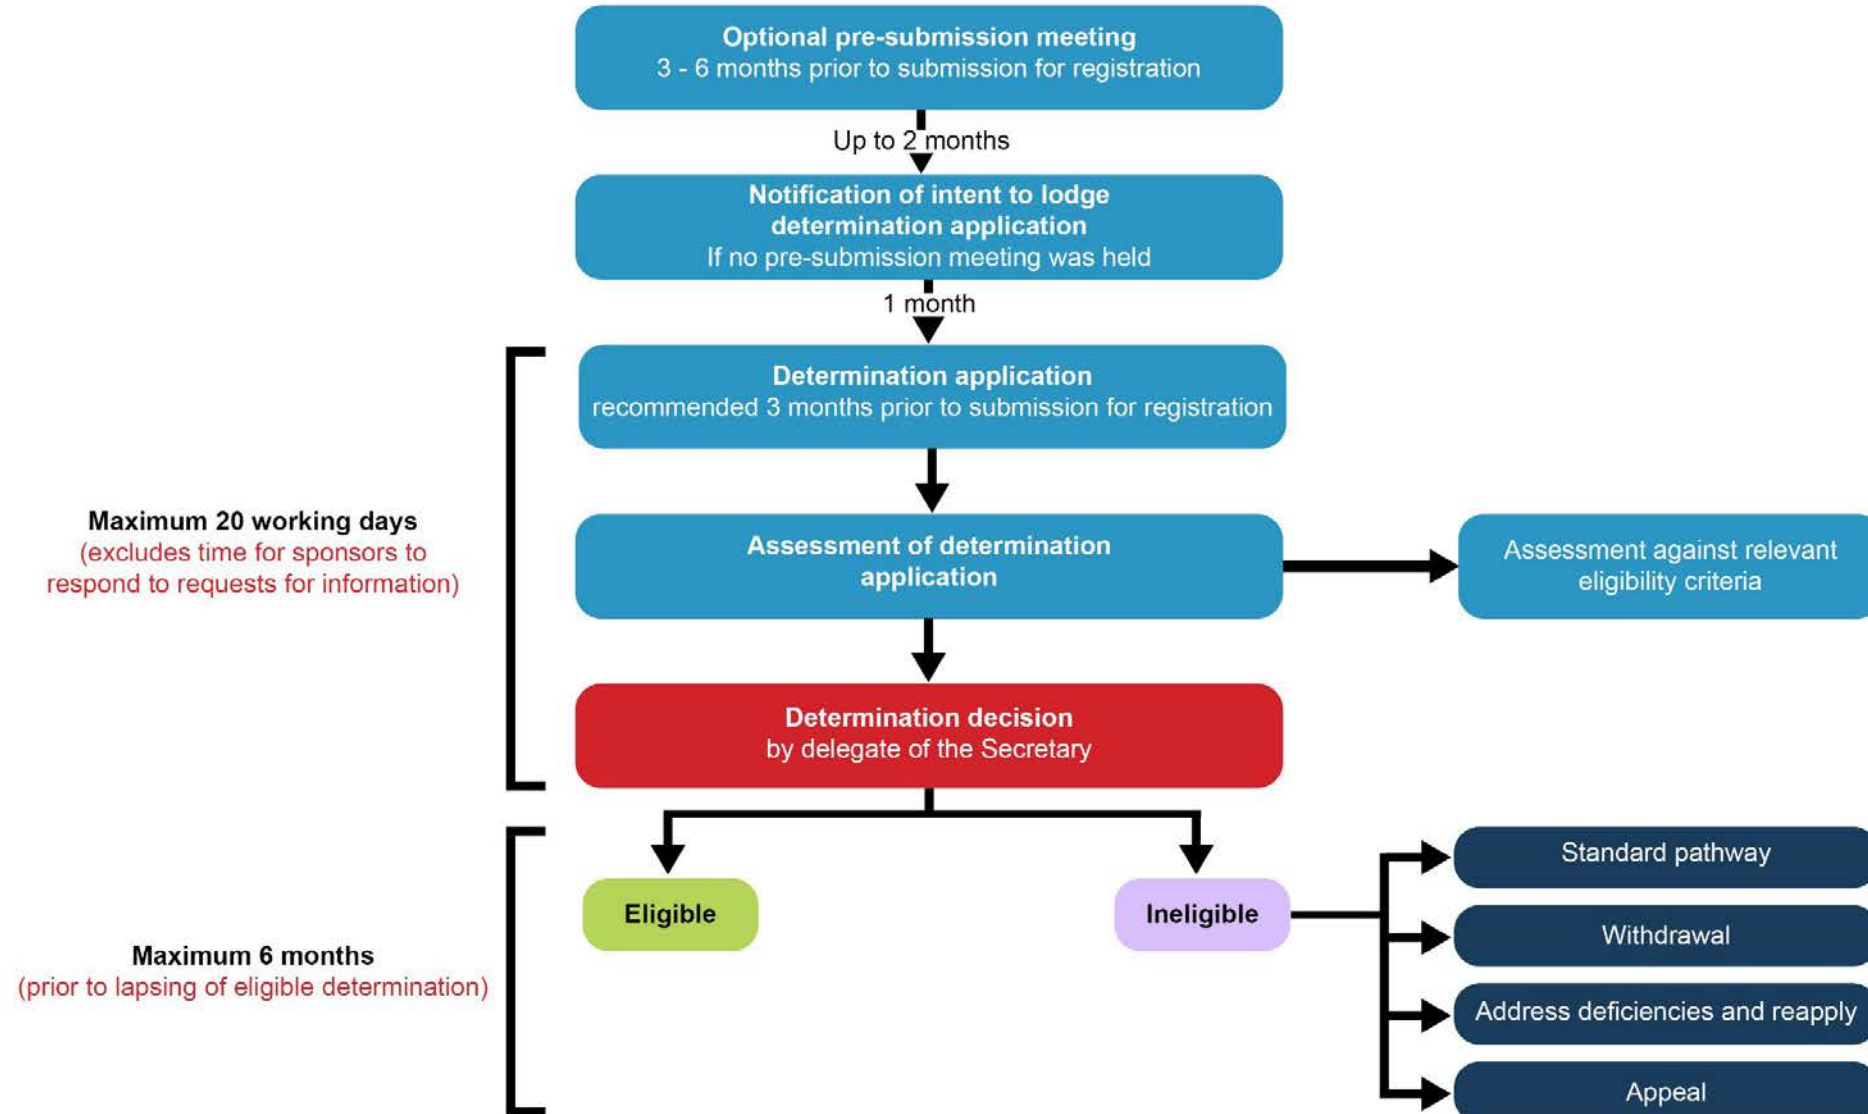 Optional pre-submission meeting
3 - 6 months prior to submission for registration
Up to 2 months
Notification of intent to lodge
determination application
If no pre-submission meeting was held
1 month
Determination application
recommended 3 months prior to submission for registration
Maximum 20 working days
(excludes time for sponsors to
respond to requests for information)
Assessment of determination
application
Assessment against relevant
eligibility criteria
Determination decision
by delegate of the Secretary
Eligible
Ineligible
Maximum 6 months
(prior to lapsing of eligible determination)
Standard pathway
Withdrawal
Address deficiencies and reapply
Appeal